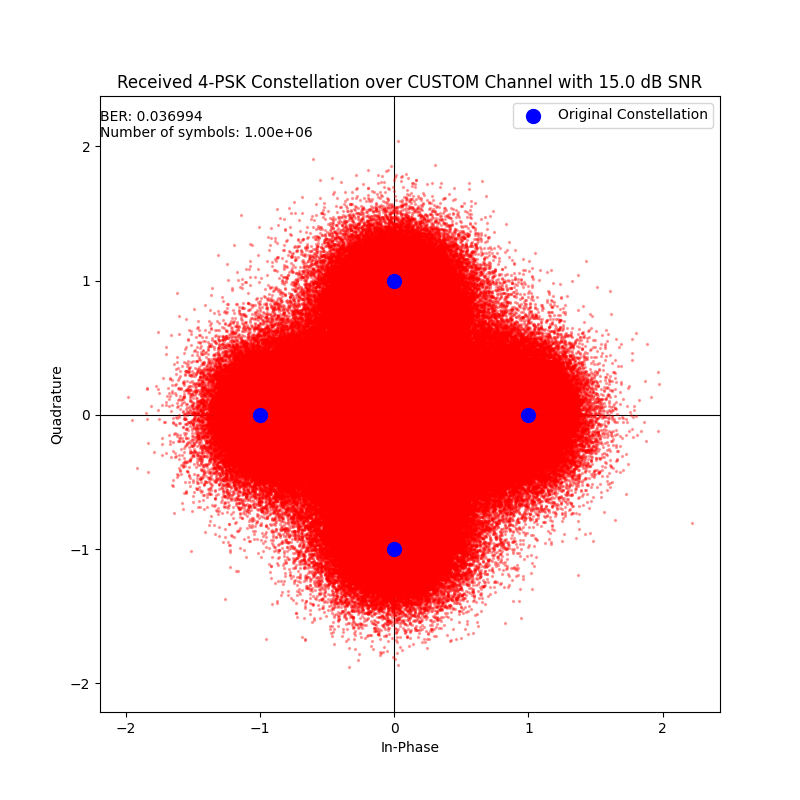 Received 4-PSK Constellation over CUSTOM Channel with 15.0 dB SNR
BER: 0.036994
Number of symbols: 1.00e+06
Original Constellation
Quadrature
2
1
0
−1
−2
−2
−1
0
1
2
In-Phase